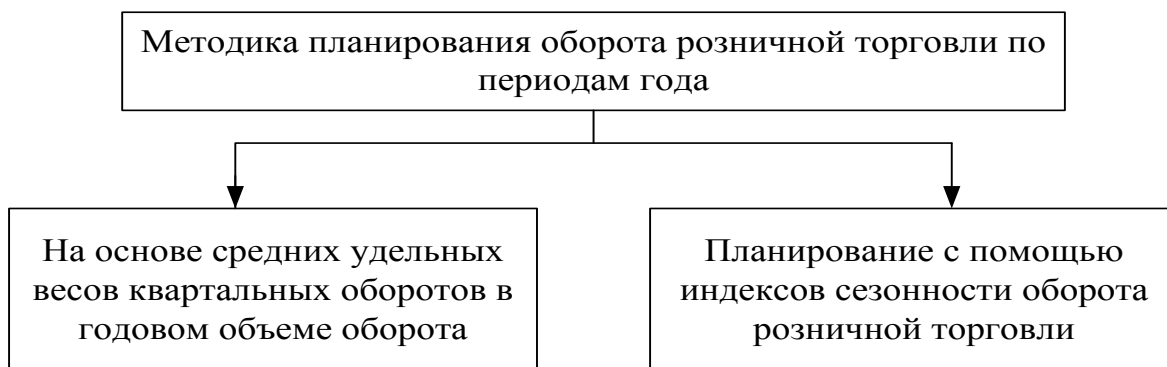 Методика планирования оборота розничной торговли по
периодам года
На основе средних удельных
весов квартальных оборотов в
годовом объеме оборота
Планирование с помощью
индексов сезонности оборота
розничной торговли